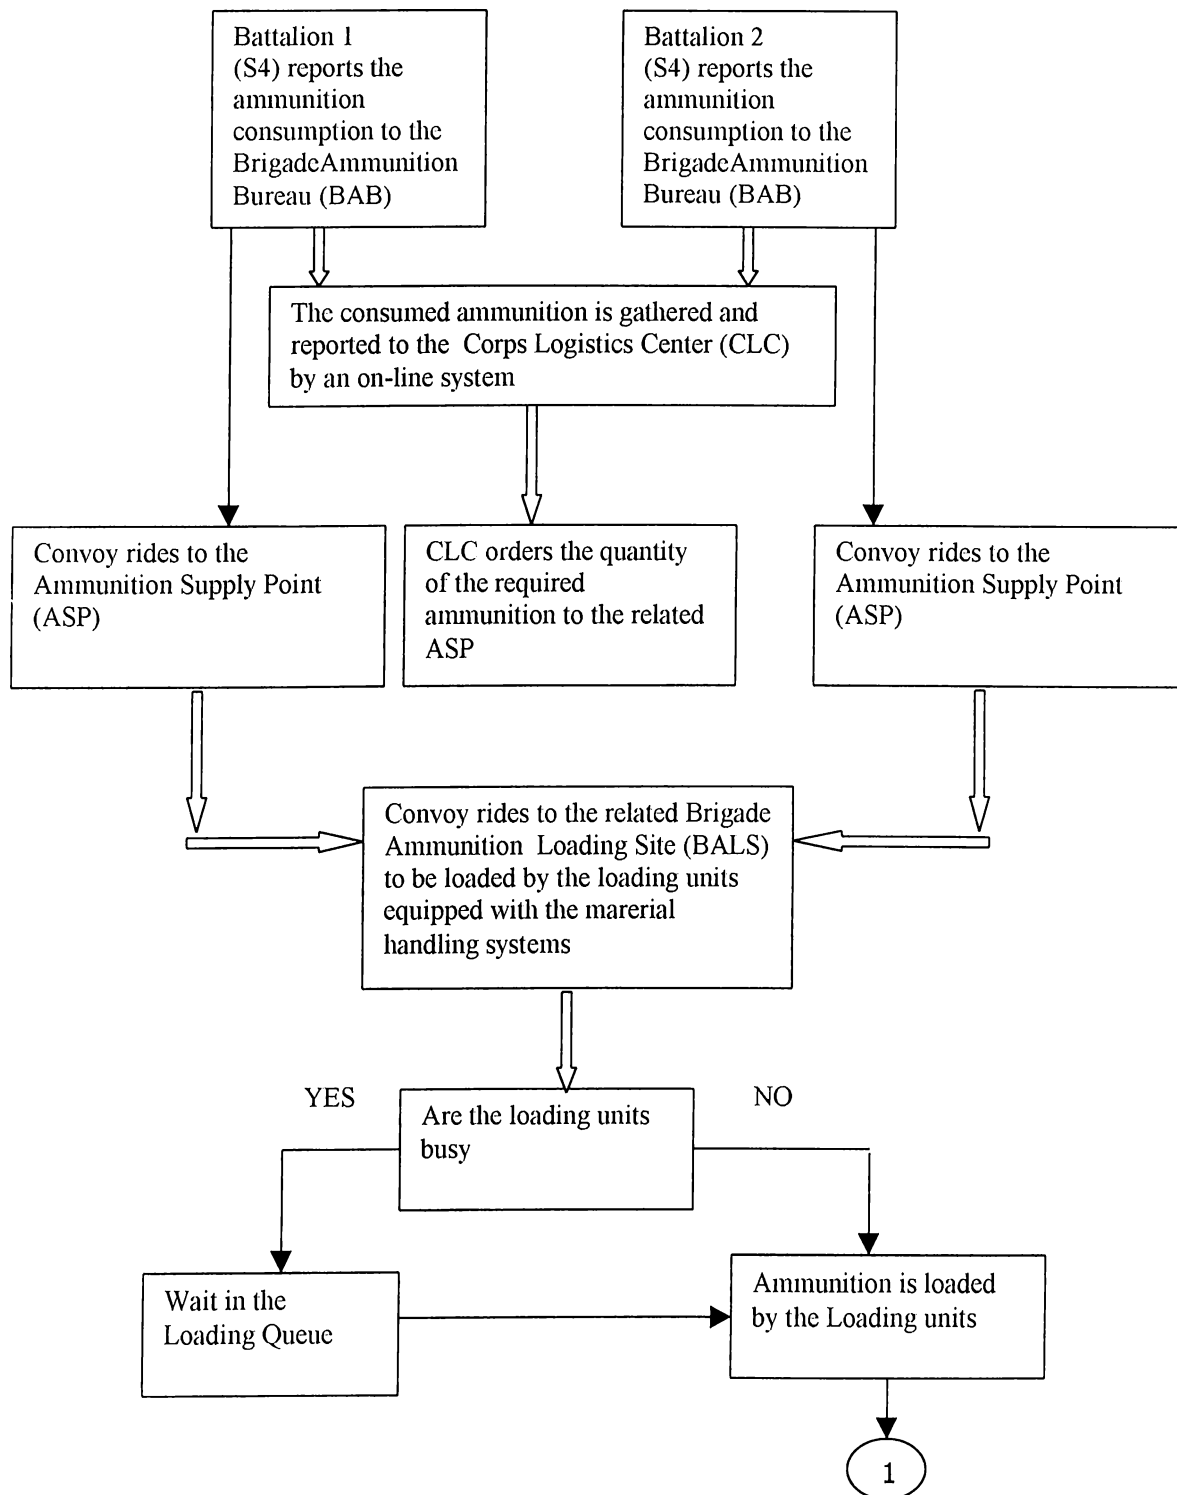 Battalion 1
(S4) reports the
ammunition
consumption to the
BrigadeAmmunition
Bureau (BAB)
Battalion 2
(S4) reports the
ammunition
consumption to the
BrigadeAmmunition
Bureau (BAB)
The consumed ammunition is gathered and
reported to the Corps Logistics Center (CLC)
by an on-line system
Convoy rides to the
Ammunition Supply Point
(ASP)
CLC orders the quantity
of the required
ammunition to the related
ASP
Convoy rides to the
Ammunition Supply Point
(ASP)
Convoy rides to the related Brigade
Ammunition Loading Site (BALS)
to be loaded by the loading units
equipped with the marerial
handling systems
YES
Are the loading units
busy
NO
Wait in the
Loading Queue
Ammunition is loaded
by the Loading units
1